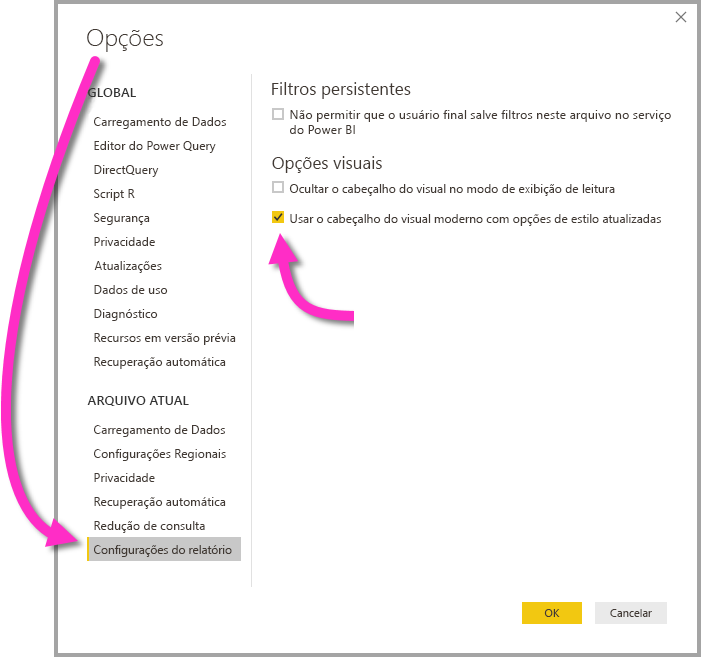 Opções
GLOBAL
Carregamento de Dados
Editor do Power Query
DirectQuery
Script R
Segurança
Privacidade
Atualizações
Dados de uso
Diagnóstico
Recursos em versão prévia
Recuperação automática
ARQUIVO ATUAL
Carregamento de Dados
Configurações Regionais
Privacidade
Recuperação automática
Redução de consulta
Configurações do relatório
Filtros persistentes
Não permitir que o usuário final salve filtros neste arquivo no serviço
do Power BI
Opções visuais
Ocultar o cabeçalho do visual no modo de exibição de leitura
Usar o cabeçalho do visual moderno com opções de estilo atualizadas
OK
Cancelar